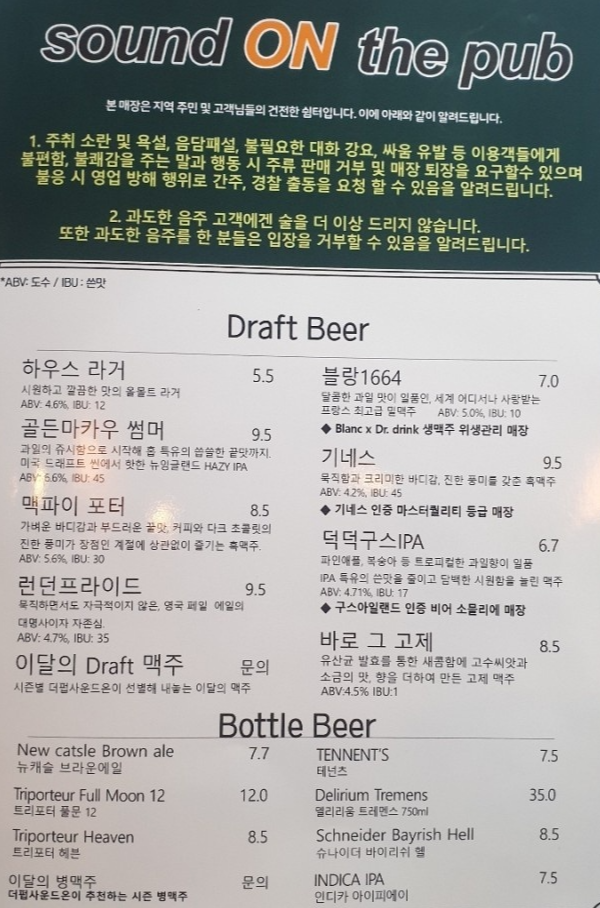 sound ON the pub
본 매장은 지역 주민 및 고객님들의 건전한 쉼터입니다. 이에 아래와 같이 알려드립니다.
1. 주취 소란 및 욕설, 음담패설, 불필요한 대화 강요, 싸움 유발 등 이용객들에게
불편함, 불쾌감을 주는 말과 행동 시 주류 판매 거부 및 매장 퇴장을 요구할수 있으며
불응 시 영업 방해 행위로 간주, 경찰 출동을 요청 할 수 있음을 알려드립니다.
2. 과도한 음주 고객에겐 술을 더 이상 드리지 않습니다.
또한 과도한 음주를 한 분들은 입장을 거부할 수 있음을 알려드립니다.
*ABV: 도수 / IBU : 쓴맛
Draft Beer
하우스 라거 5.5
시원하고 깔끔한 맛의 올몰트 라거
ABV: 4.6%, IBU: 12
골든마카우 썸머 9.5
과일의 쥬시함으로 시작해 홉 특유의 씁쓸한 끝맛까지.
미국 드래프트 씬에서 핫한 뉴잉글랜드 HAZY IPA
ABV: 6.6%, IBU: 45
맥파이 포터 8.5
가벼운 바디감과 부드러운 끝맛, 커피와 다크 초콜릿의
진한 풍미가 장점인 계절에 상관없이 즐기는 흑맥주.
ABV: 5.6%, IBU: 30
런던프라이드 9.5
묵직하면서도 자극적이지 않은, 영국 페일 에일의
대명사이자 자존심.
ABV: 4.7%, IBU: 35
이달의 Draft 맥주 문의
시즌별 더펍사운드온이 선별해 내놓는 이달의 맥주
블랑1664 7.0
달콤한 과일 맛이 일품인, 세계 어디서나 사랑받는
프랑스 최고급 밀맥주 ABV: 5.0%, IBU: 10
◆ Blanc x Dr. drink 생맥주 위생관리 매장
기네스 9.5
묵직함과 크리미한 바디감, 진한 풍미를 갖춘 흑맥주
ABV: 4.2%, IBU: 45
◆ 기네스 인증 마스터퀄리티 등급 매장
덕덕구스IPA 6.7
파인애플, 복숭아 등 트로피컬한 과일향이 일품
IPA 특유의 쓴맛을 줄이고 담백한 시원함을 늘린 맥주
ABV: 4.71%, IBU: 17
◆ 구스아일랜드 인증 비어 소믈리에 매장
바로 그 고제 8.5
유산균 발효를 통한 새콤함에 고수씨앗과
소금의 맛, 향을 더하여 만든 고제 맥주
ABV:4.5% IBU:1
Bottle Beer
New catsle Brown ale 7.7
뉴캐슬 브라운에일
Triporteur Full Moon 12 12.0
트리포터 풀문 12
Triporteur Heaven 8.5
트리포터 헤븐
이달의 병맥주 문의
더펍사운드온이 추천하는 시즌 병맥주
TENNENT'S 7.5
테넌츠
Delirium Tremens 35.0
델리리움 트레멘스 750ml
Schneider Bayrish Hell 8.5
슈나이더 바이리쉬 헬
INDICA IPA 7.5
인디카 아이피에이